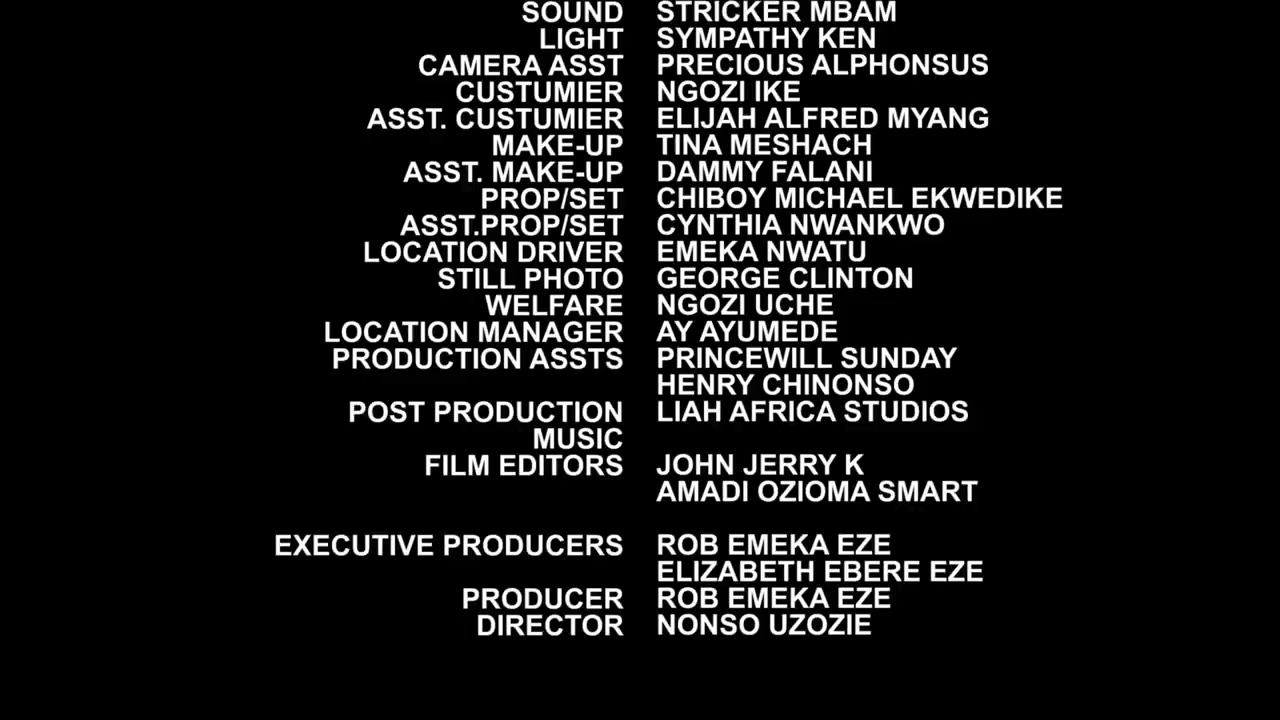 SOUND STRICKER MBAM
LIGHT SYMPATHY KEN
CAMERA ASST PRECIOUS ALPHONSUS
CUSTUMIER NGOZI IKE
ASST. CUSTUMIER ELIJAH ALFRED MYANG
MAKE-UP TINA MESHACH
ASST. MAKE-UP DAMMY FALANI
PROP/SET CHIBOY MICHAEL EKWEDIKE
ASST.PROP/SET CYNTHIA NWANKWO
LOCATION DRIVER EMEKA NWATU
STILL PHOTO GEORGE CLINTON
WELFARE NGOZI UCHE
LOCATION MANAGER AY AYUMEDE
PRODUCTION ASSTS PRINCEWILL SUNDAY
HENRY CHINONSO
POST PRODUCTION LIAH AFRICA STUDIOS
MUSIC
FILM EDITORS JOHN JERRY K
AMADI OZIOMA SMART
EXECUTIVE PRODUCERS ROB EMEKA EZE
ELIZABETH EBERE EZE
PRODUCER ROB EMEKA EZE
DIRECTOR NONSO UZOZIE